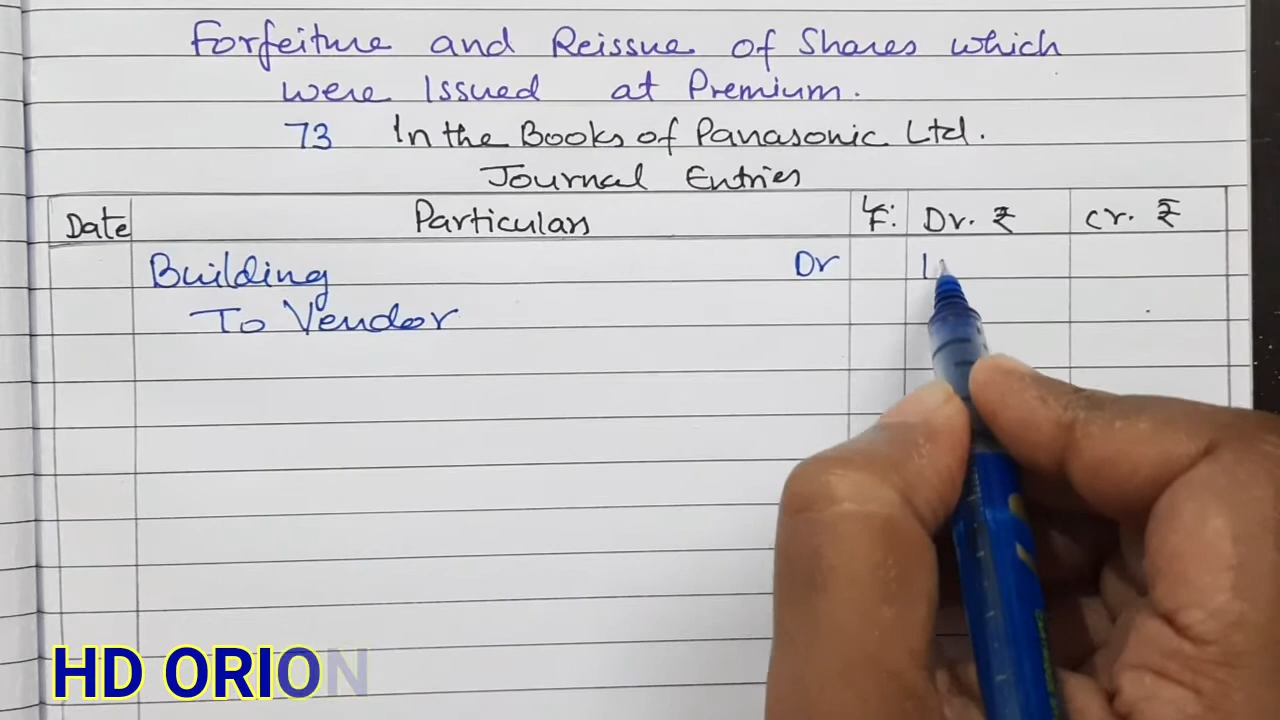 Forfeiture and Reissue of Shares which
were Issued at Premium.
73 In the Books of Panasonic Ltd.
Journal Entries
Date Particulars L.F. Dr. ₹ Cr. ₹
Building Dr 1
To Vendor
HD ORION